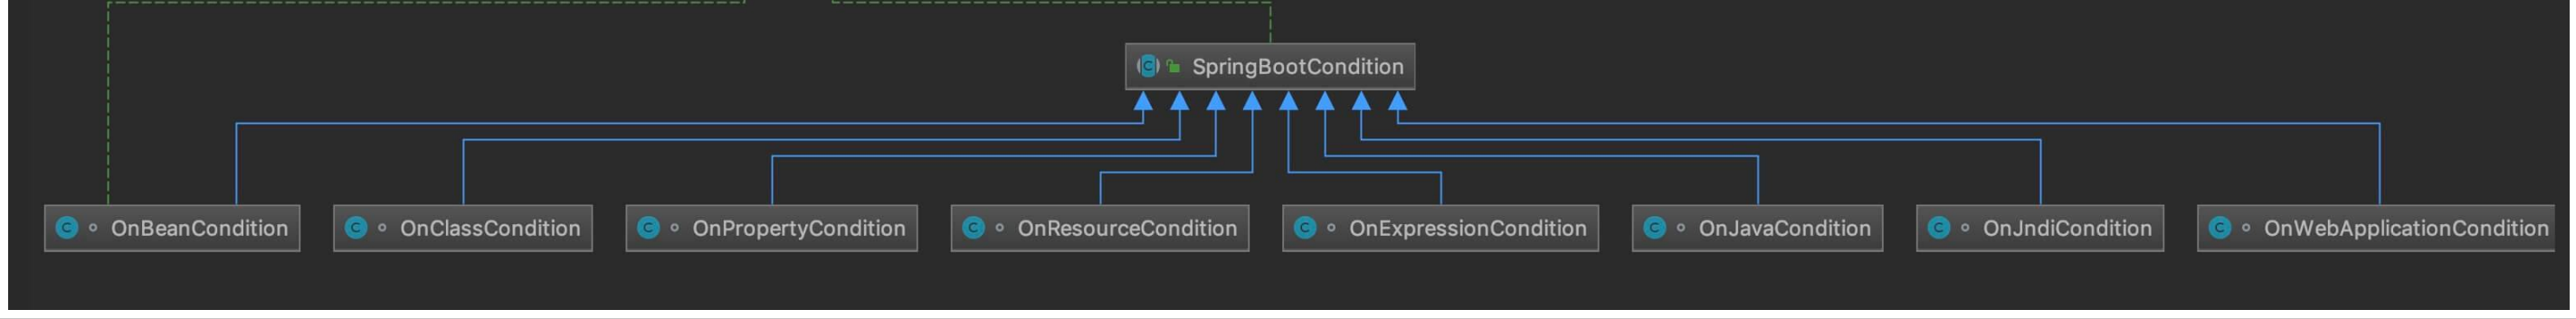 SpringBootCondition
OnBeanCondition
OnClassCondition
OnPropertyCondition
OnResourceCondition
OnExpressionCondition
OnJavaCondition
OnJndiCondition
OnWebApplicationCondition